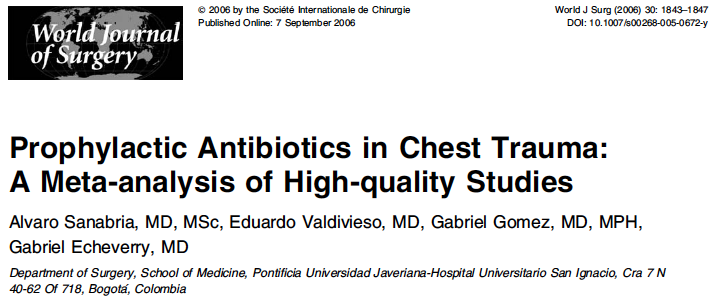 World Journal
of Surgery
© 2006 by the Société Internationale de Chirurgie
Published Online: 7 September 2006
World J Surg (2006) 30: 1843–1847
DOI: 10.1007/s00268-005-0672-y
Prophylactic Antibiotics in Chest Trauma:
A Meta-analysis of High-quality Studies
Alvaro Sanabria, MD, MSc, Eduardo Valdivieso, MD, Gabriel Gomez, MD, MPH,
Gabriel Echeverry, MD
Department of Surgery, School of Medicine, Pontificia Universidad Javeriana-Hospital Universitario San Ignacio, Cra 7 N
40-62 Of 718, Bogotá, Colombia